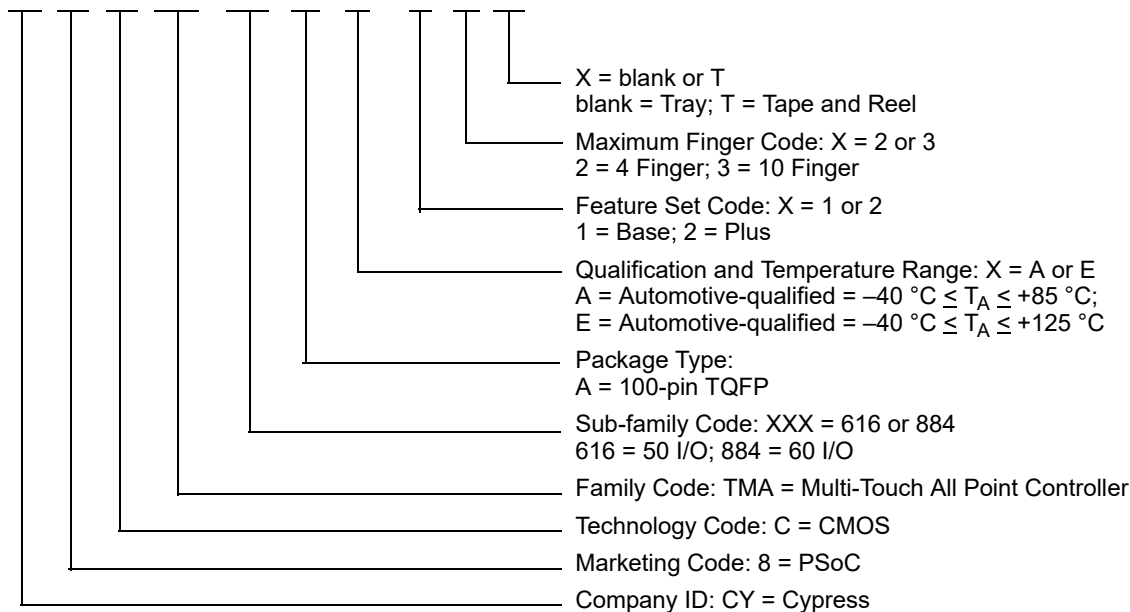 X = blank or T
blank = Tray; T = Tape and Reel
Maximum Finger Code: X = 2 or 3
2 = 4 Finger; 3 = 10 Finger
Feature Set Code: X = 1 or 2
1 = Base; 2 = Plus
Qualification and Temperature Range: X = A or E
A = Automotive-qualified = –40 °C ≤ TA ≤ +85 °C;
E = Automotive-qualified = –40 °C ≤ TA ≤ +125 °C
Package Type:
A = 100-pin TQFP
Sub-family Code: XXX = 616 or 884
616 = 50 I/O; 884 = 60 I/O
Family Code: TMA = Multi-Touch All Point Controller
Technology Code: C = CMOS
Marketing Code: 8 = PSoC
Company ID: CY = Cypress